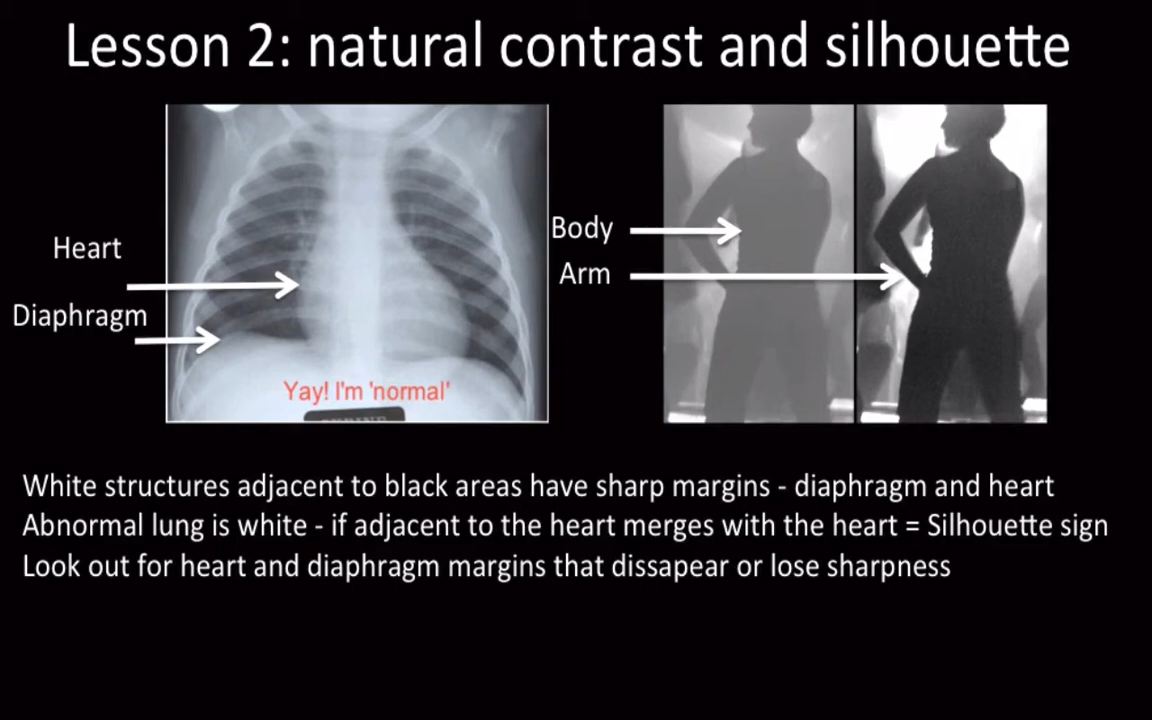 Lesson 2: natural contrast and silhouette
Heart
Diaphragm
Body
Arm
Yay! I'm 'normal'
White structures adjacent to black areas have sharp margins - diaphragm and heart
Abnormal lung is white - if adjacent to the heart merges with the heart = Silhouette sign
Look out for heart and diaphragm margins that dissapear or lose sharpness